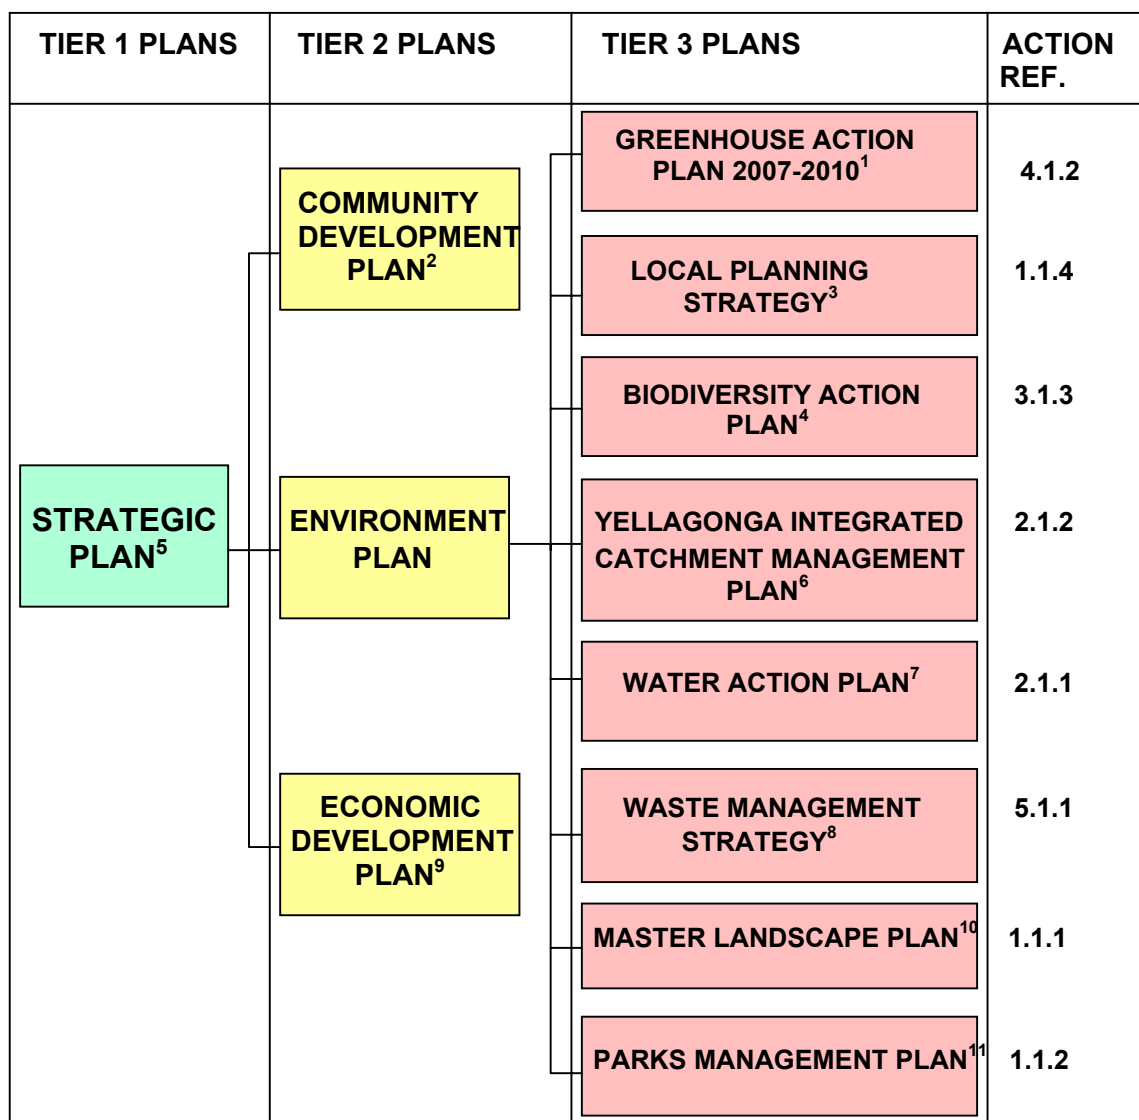 TIER 1 PLANS
TIER 2 PLANS
TIER 3 PLANS
ACTION
REF.
STRATEGIC
PLAN5
COMMUNITY
DEVELOPMENT
PLAN2
ENVIRONMENT
PLAN
ECONOMIC
DEVELOPMENT
PLAN9
GREENHOUSE ACTION
PLAN 2007-20101
4.1.2
LOCAL PLANNING
STRATEGY3
1.1.4
BIODIVERSITY ACTION
PLAN4
3.1.3
YELLAGONGA INTEGRATED
CATCHMENT MANAGEMENT
PLAN6
2.1.2
WATER ACTION PLAN7
2.1.1
WASTE MANAGEMENT
STRATEGY8
5.1.1
MASTER LANDSCAPE PLAN10
1.1.1
PARKS MANAGEMENT PLAN11
1.1.2